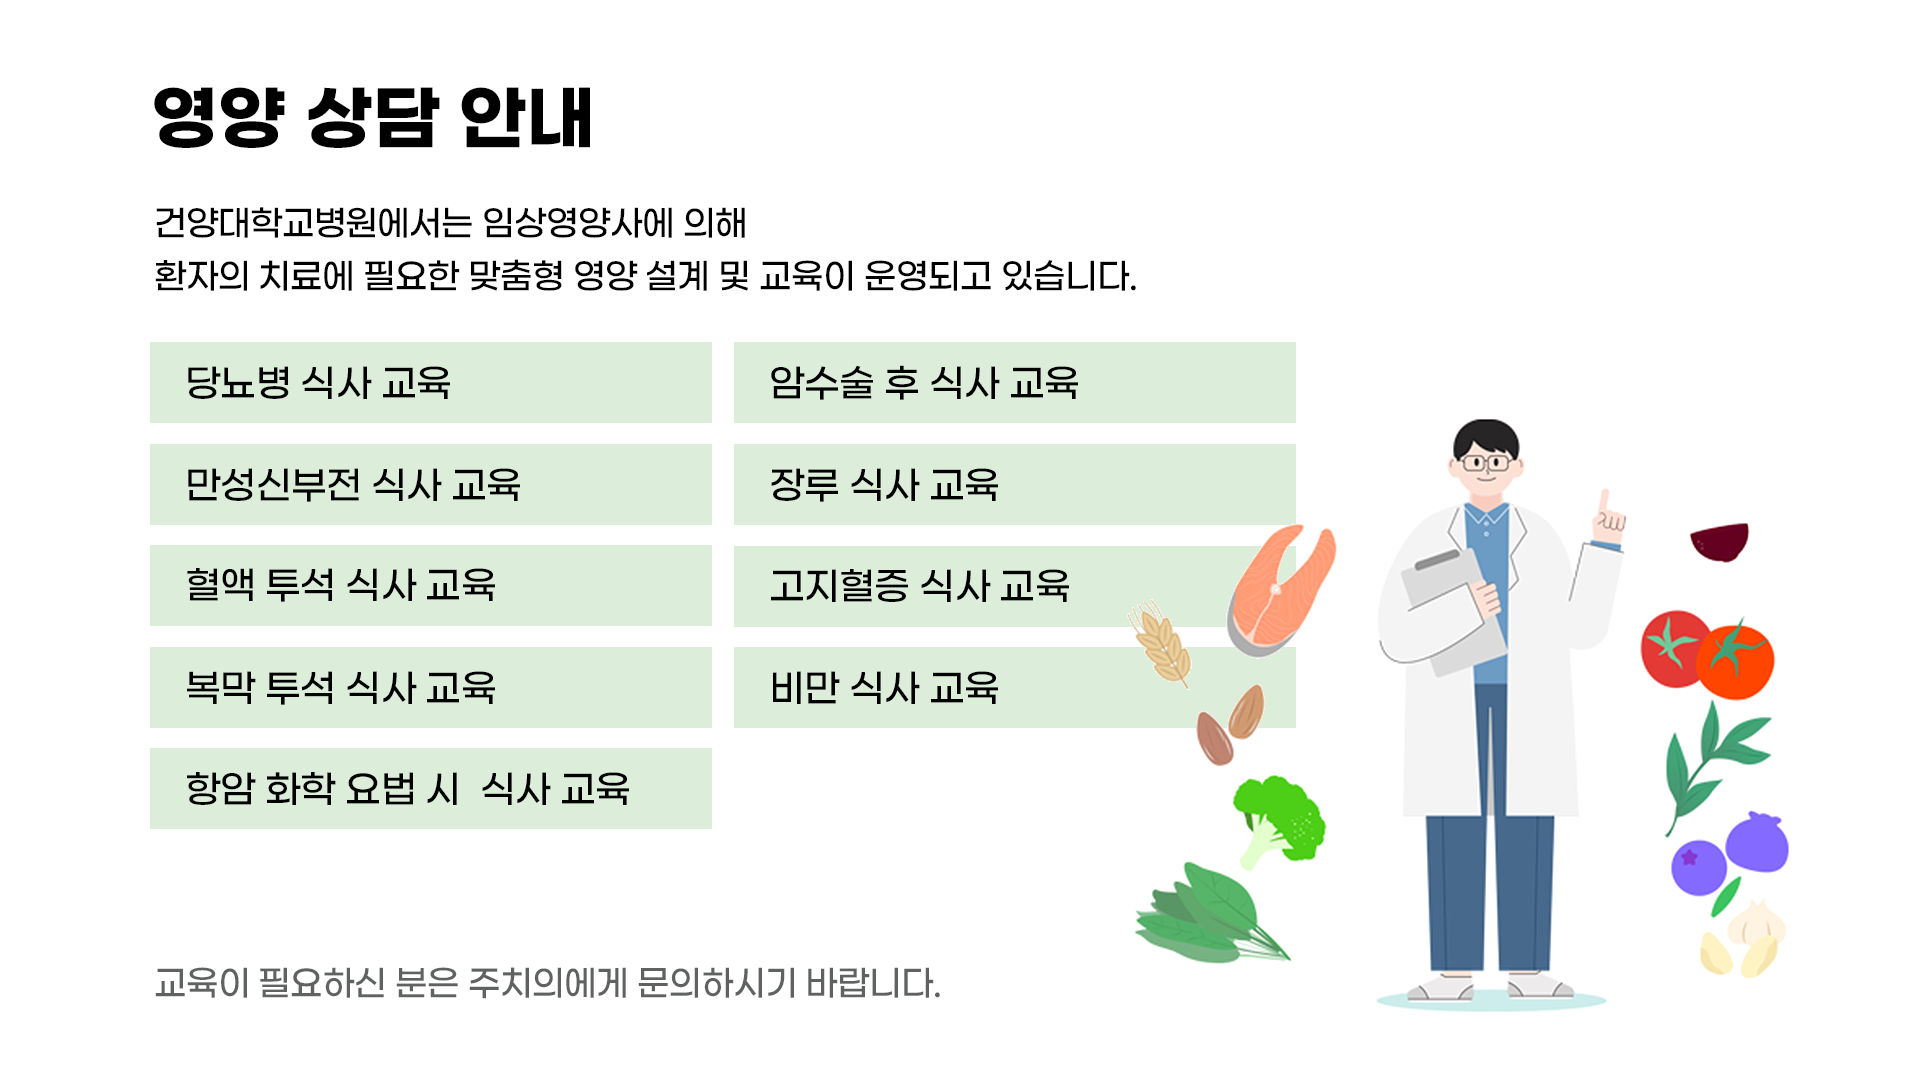 영양 상담 안내
건양대학교병원에서는 임상영양사에 의해
환자의 치료에 필요한 맞춤형 영양 설계 및 교육이 운영되고 있습니다.
당뇨병 식사 교육
암수술 후 식사 교육
만성신부전 식사 교육
장루 식사 교육
혈액 투석 식사 교육
고지혈증 식사 교육
복막 투석 식사 교육
비만 식사 교육
항암 화학 요법 시  식사 교육
교육이 필요하신 분은 주치의에게 문의하시기 바랍니다.